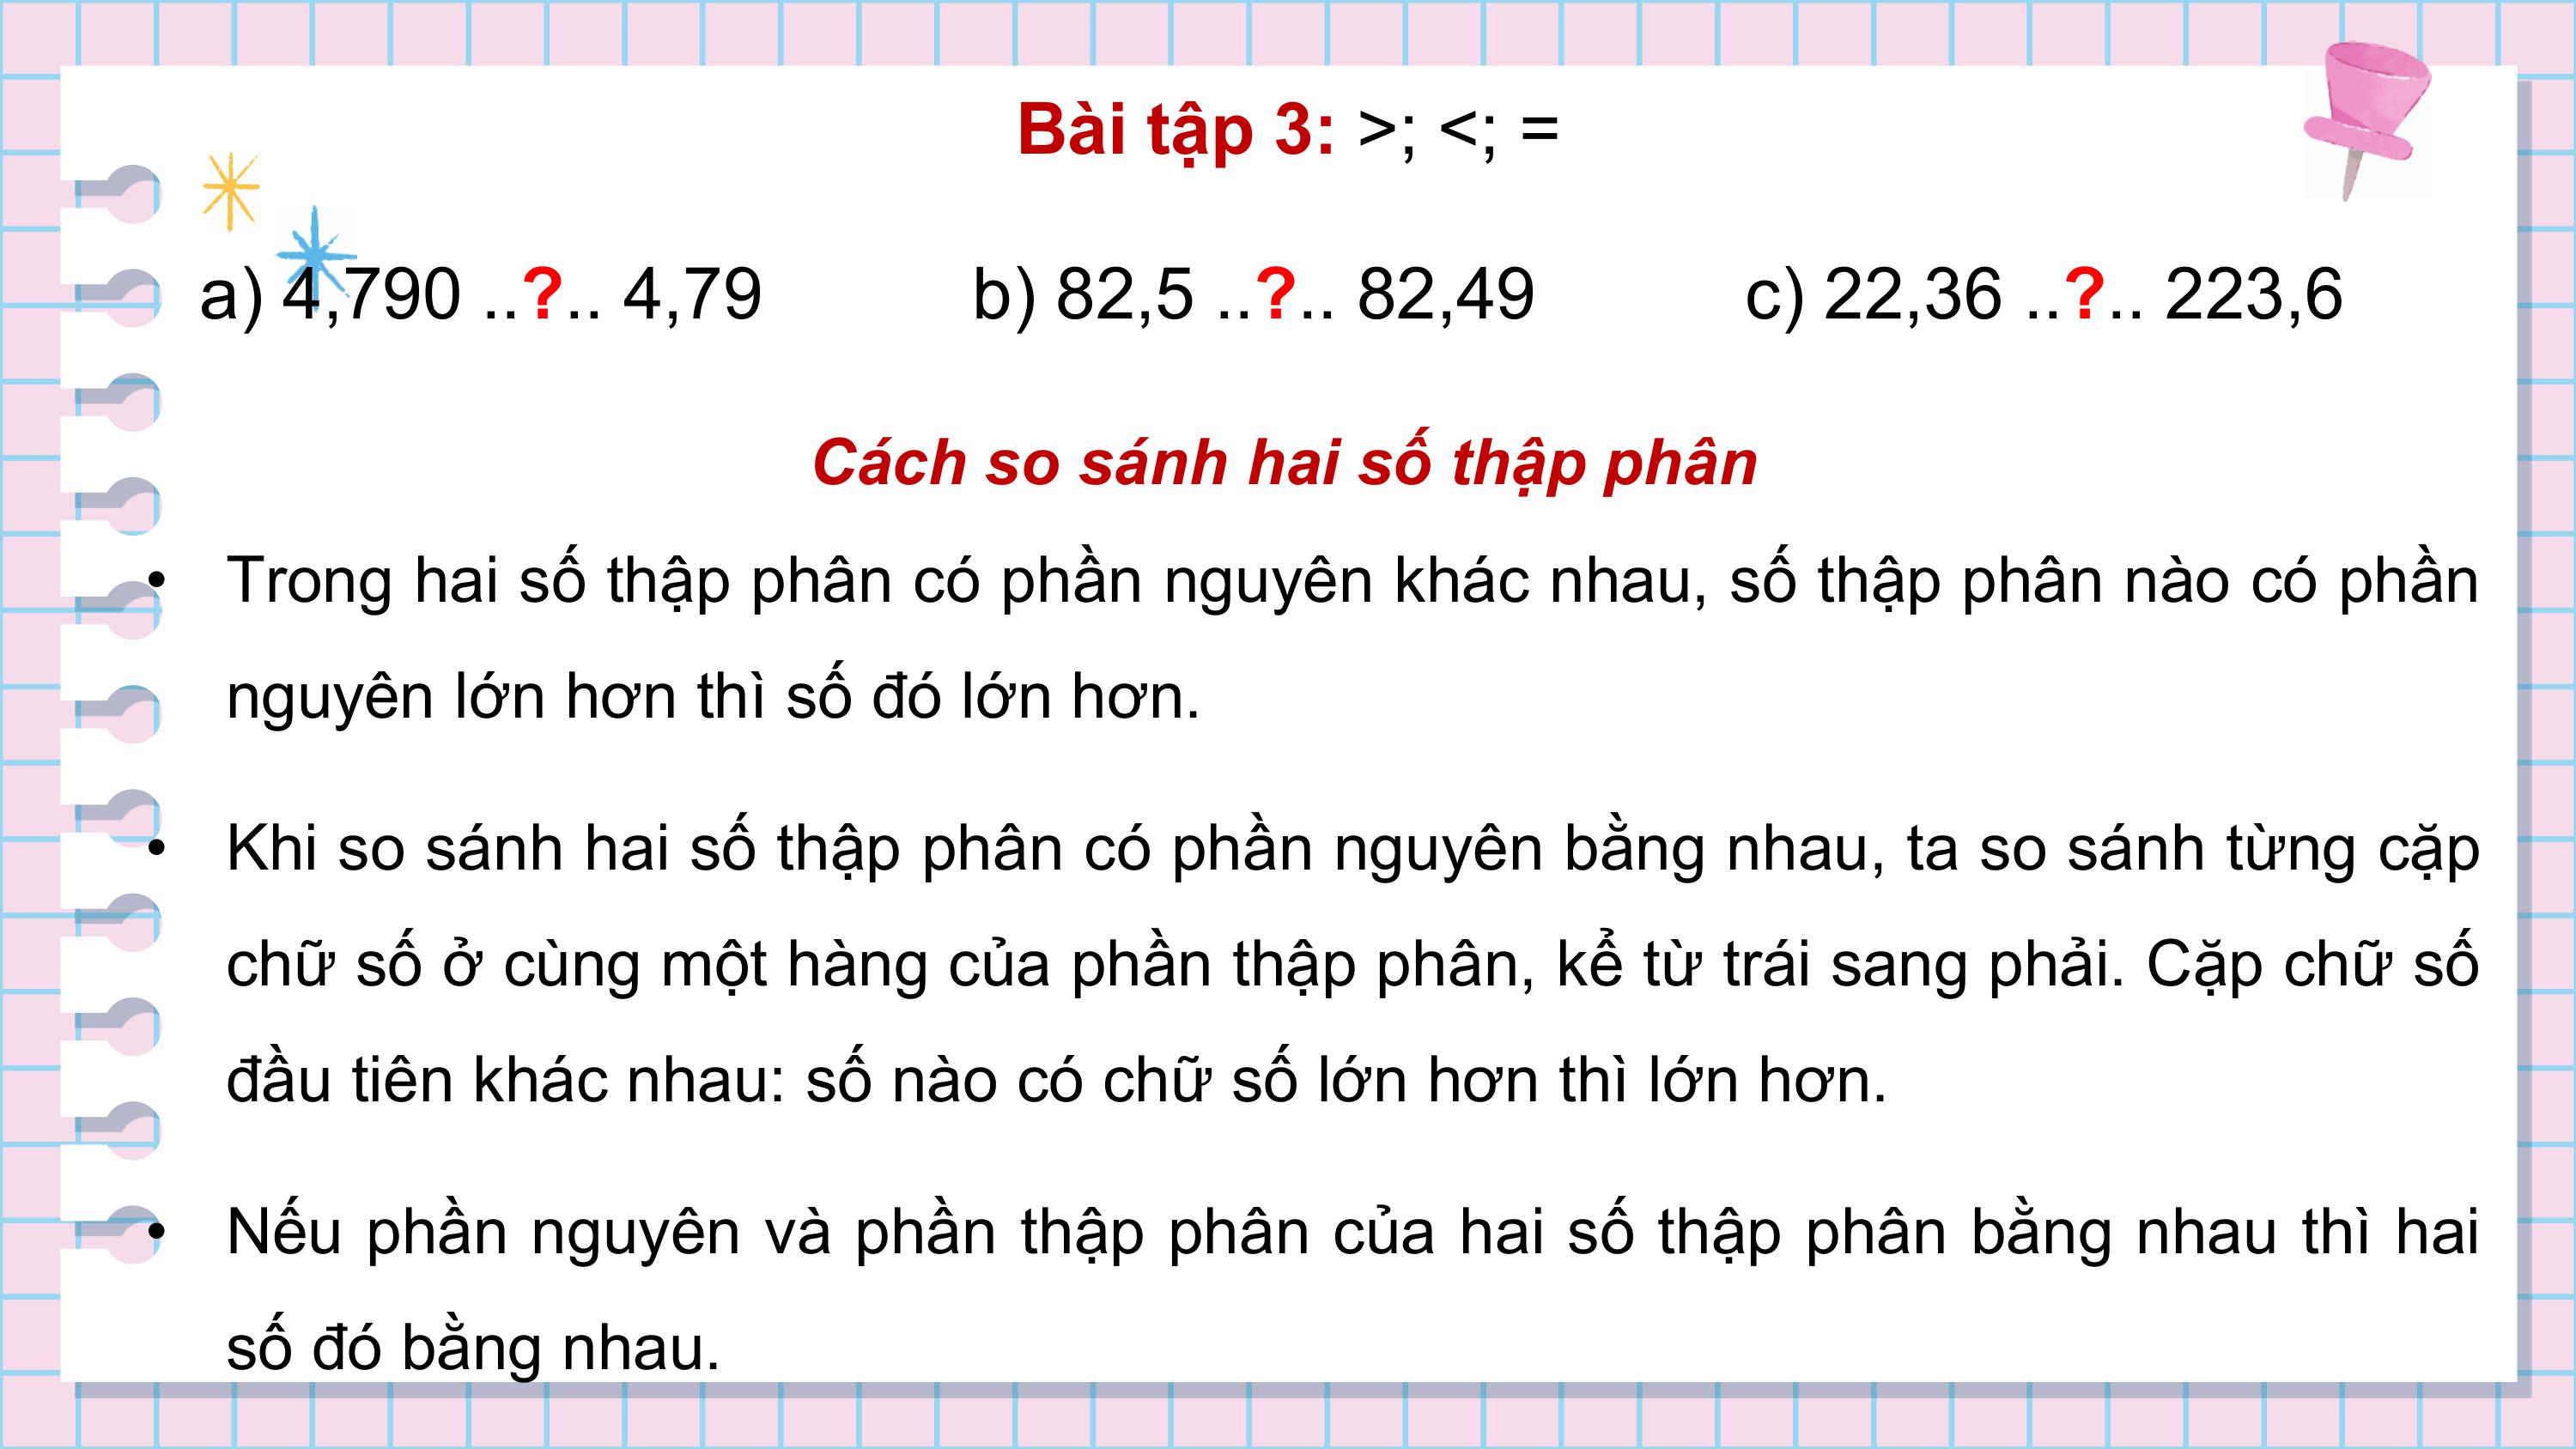 Bài tập 3: >; <; =
a) 4,790 ..?.. 4,79 b) 82,5 ..?.. 82,49 c) 22,36 ..?.. 223,6
Cách so sánh hai số thập phân
• Trong hai số thập phân có phần nguyên khác nhau, số thập phân nào có phần
nguyên lớn hơn thì số đó lớn hơn.
• Khi so sánh hai số thập phân có phần nguyên bằng nhau, ta so sánh từng cặp
chữ số ở cùng một hàng của phần thập phân, kể từ trái sang phải. Cặp chữ số
đầu tiên khác nhau: số nào có chữ số lớn hơn thì lớn hơn.
• Nếu phần nguyên và phần thập phân của hai số thập phân bằng nhau thì hai
số đó bằng nhau.